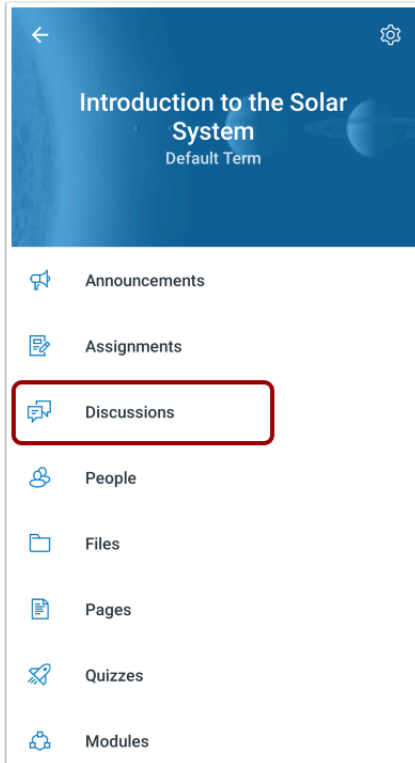 Introduction to the Solar
System
Default Term
Announcements
Assignments
Discussions
People
Files
Pages
Quizzes
Modules